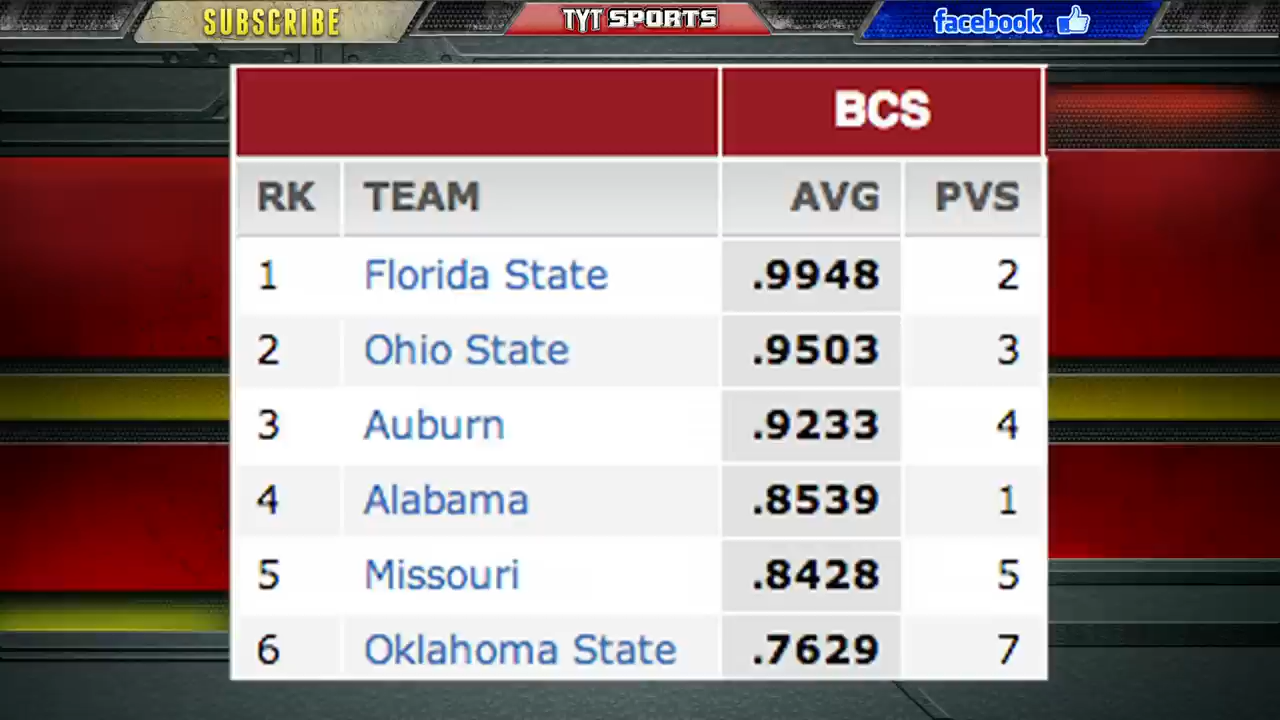 SUBSCRIBE TYT SPORTS facebook
BCS
RK TEAM AVG PVS
1 Florida State .9948 2
2 Ohio State .9503 3
3 Auburn .9233 4
4 Alabama .8539 1
5 Missouri .8428 5
6 Oklahoma State .7629 7